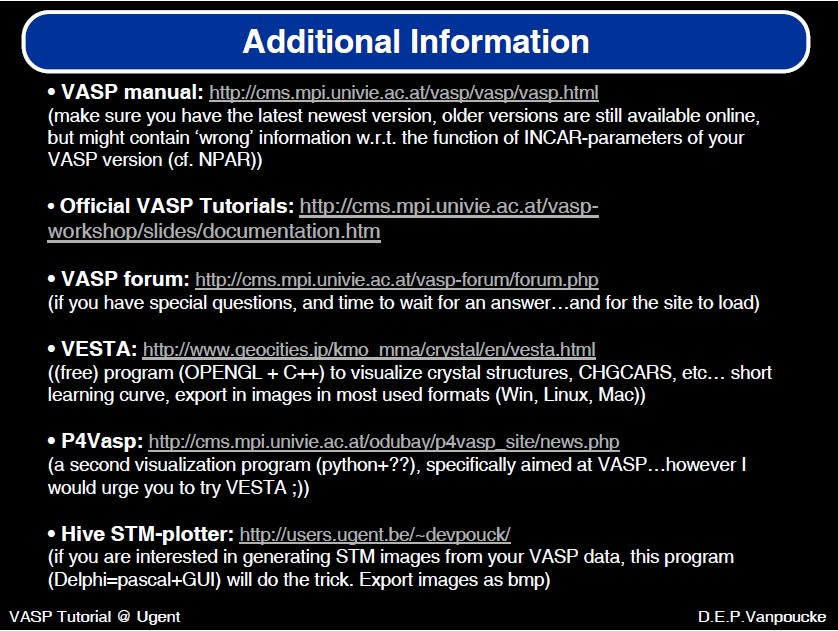 Additional Information
• VASP manual: http://cms.mpi.univie.ac.at/vasp/vasp/vasp.html
(make sure you have the latest newest version, older versions are still available online,
but might contain ‘wrong’ information w.r.t. the function of INCAR-parameters of your
VASP version (cf. NPAR))
• Official VASP Tutorials: http://cms.mpi.univie.ac.at/vasp-
workshop/slides/documentation.htm
• VASP forum: http://cms.mpi.univie.ac.at/vasp-forum/forum.php
(if you have special questions, and time to wait for an answer…and for the site to load)
• VESTA: http://www.geocities.jp/kmo_mma/crystal/en/vesta.html
((free) program (OPENGL + C++) to visualize crystal structures, CHGCARS, etc… short
learning curve, export in images in most used formats (Win, Linux, Mac))
• P4Vasp: http://cms.mpi.univie.ac.at/odubay/p4vasp_site/news.php
(a second visualization program (python+??), specifically aimed at VASP…however I
would urge you to try VESTA ;))
• Hive STM-plotter: http://users.ugent.be/~devpouck/
(if you are interested in generating STM images from your VASP data, this program
(Delphi=pascal+GUI) will do the trick. Export images as bmp)
VASP Tutorial @ Ugent
D.E.P.Vanpoucke